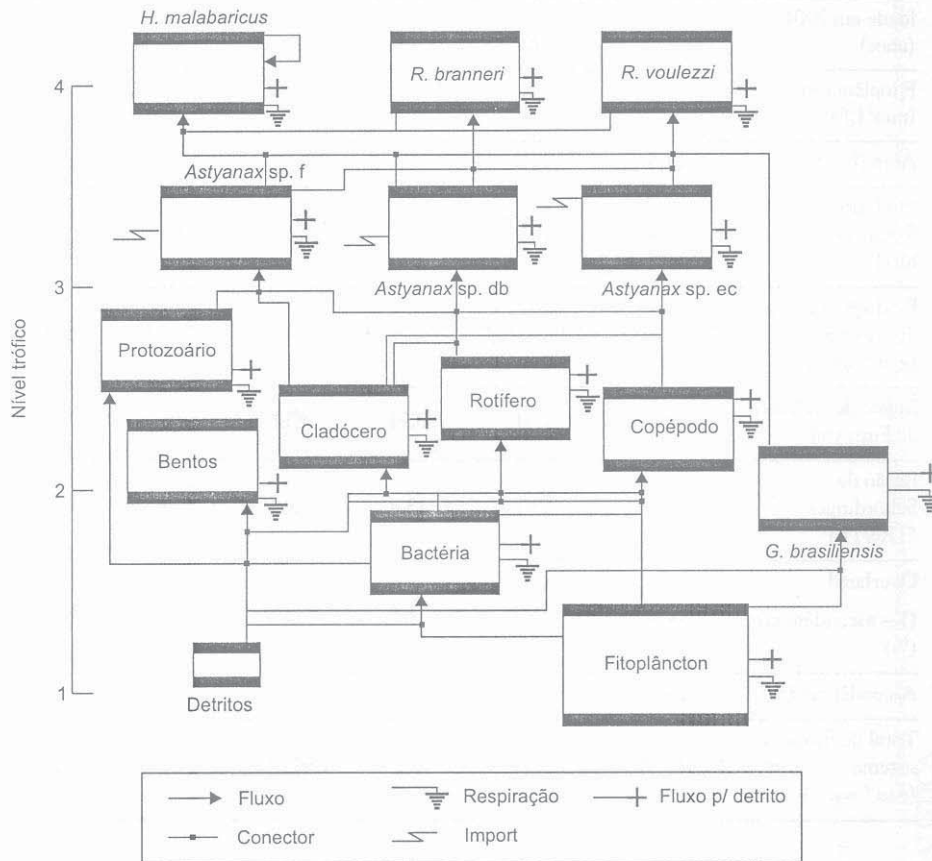 H. malabaricus
R. branneri
R. voulezzi
4
Astyanax sp. f
Astyanax sp. db
Astyanax sp. ec
3
Nível trófico
Protozoário
Rotífero
Cladócero
Copépodo
Bentos
2
Bactéria
G. brasiliensis
Fitoplâncton
1
Detritos
Fluxo
Respiração
Fluxo p/ detrito
Conector
Import